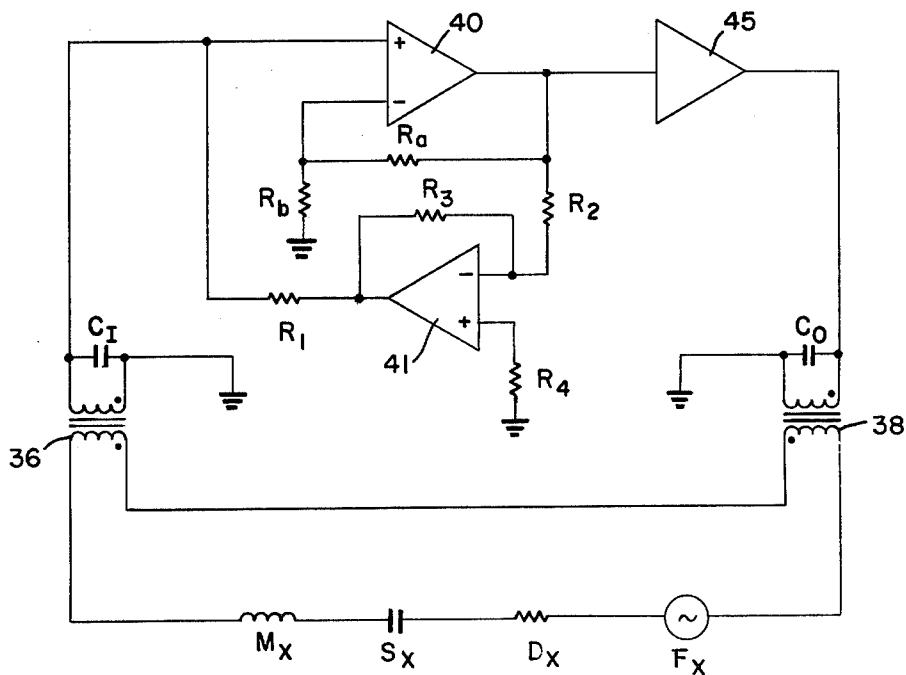 40
45
+
−
Ra
R3
Rb
R2
−
+
R1
41
CI
R4
CO
36
38
MX
SX
DX
FX
~